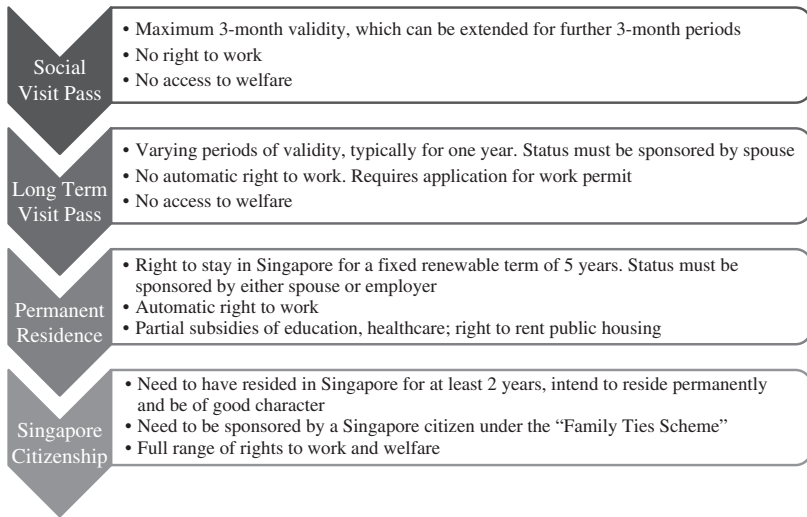 Social
Visit Pass
• Maximum 3-month validity, which can be extended for further 3-month periods
• No right to work
• No access to welfare
Long Term
Visit Pass
• Varying periods of validity, typically for one year. Status must be sponsored by spouse
• No automatic right to work. Requires application for work permit
• No access to welfare
Permanent
Residence
• Right to stay in Singapore for a fixed renewable term of 5 years. Status must be
sponsored by either spouse or employer
• Automatic right to work
• Partial subsidies of education, healthcare; right to rent public housing
Singapore
Citizenship
• Need to have resided in Singapore for at least 2 years, intend to reside permanently
and be of good character
• Need to be sponsored by a Singapore citizen under the “Family Ties Scheme”
• Full range of rights to work and welfare